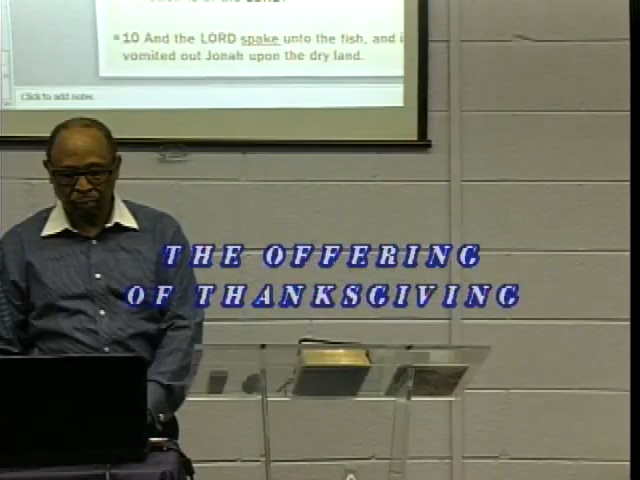 10 And the LORD spake unto the fish, and i
vomited out Jonah upon the dry land.
Click to add notes
THE OFFERING
OF THANKSGIVING